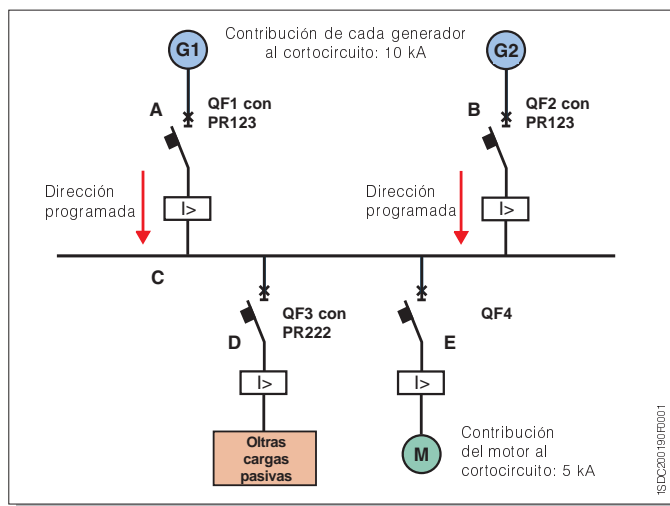 G1
Contribución de cada generador
al cortocircuito: 10 kA
G2
A
QF1 con
PR123
B
QF2 con
PR123
Dirección
programada
I>
Dirección
programada
I>
C
QF3 con
PR222
D
QF4
E
I>
I>
Oltras
cargas
pasivas
M
Contribución
del motor al
cortocircuito: 5 kA
1SDC200190F0001